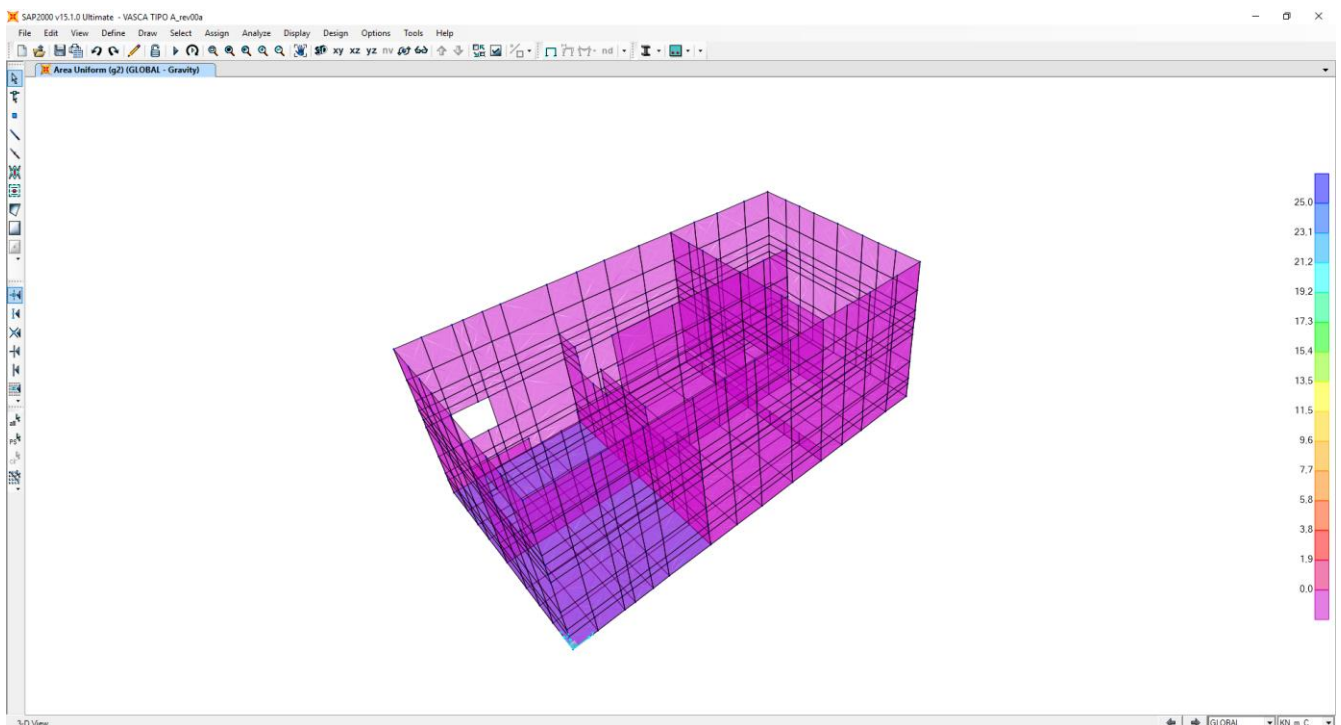 SAP2000 v15.1.0 Ultimate - VASCA TIPO A_rev00a
File Edit View Define Draw Select Assign Analyze Display Design Options Tools Help
xy xz yz nv nd
Area Uniform (g2) (GLOBAL - Gravity)
25.0
23.1
21.2
19.2
17.3
15.4
13.5
11.5
9.6
7.7
5.8
3.8
1.9
0.0
all
PS
3-D View
GLOBAL
KN, m, C